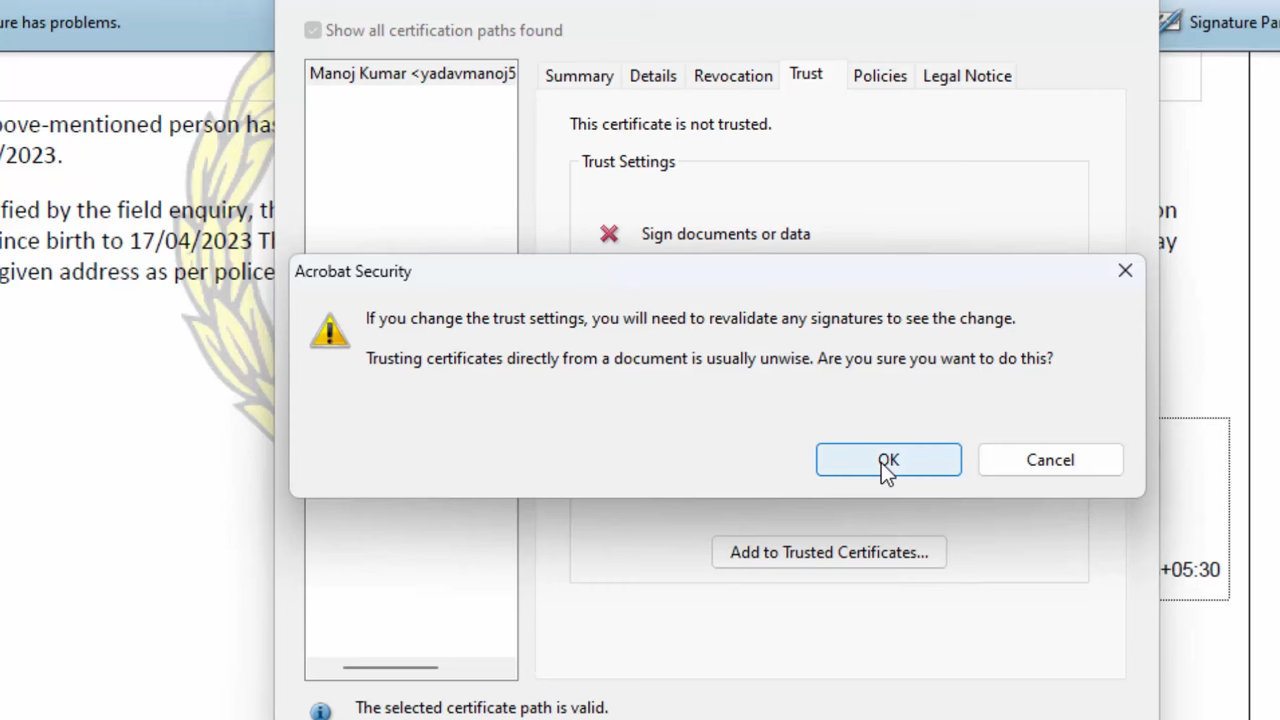 ure has problems.
Signature Pa
Show all certification paths found
Manoj Kumar <yadavmanoj5
Summary
Details
Revocation
Trust
Policies
Legal Notice
This certificate is not trusted.
Trust Settings
Sign documents or data
ove-mentioned person has
/2023.
fied by the field enquiry, th
on
ince birth to 17/04/2023 Th
ay
given address as per police
Acrobat Security
If you change the trust settings, you will need to revalidate any signatures to see the change.
Trusting certificates directly from a document is usually unwise. Are you sure you want to do this?
OK
Cancel
Add to Trusted Certificates...
+05:30
The selected certificate path is valid.